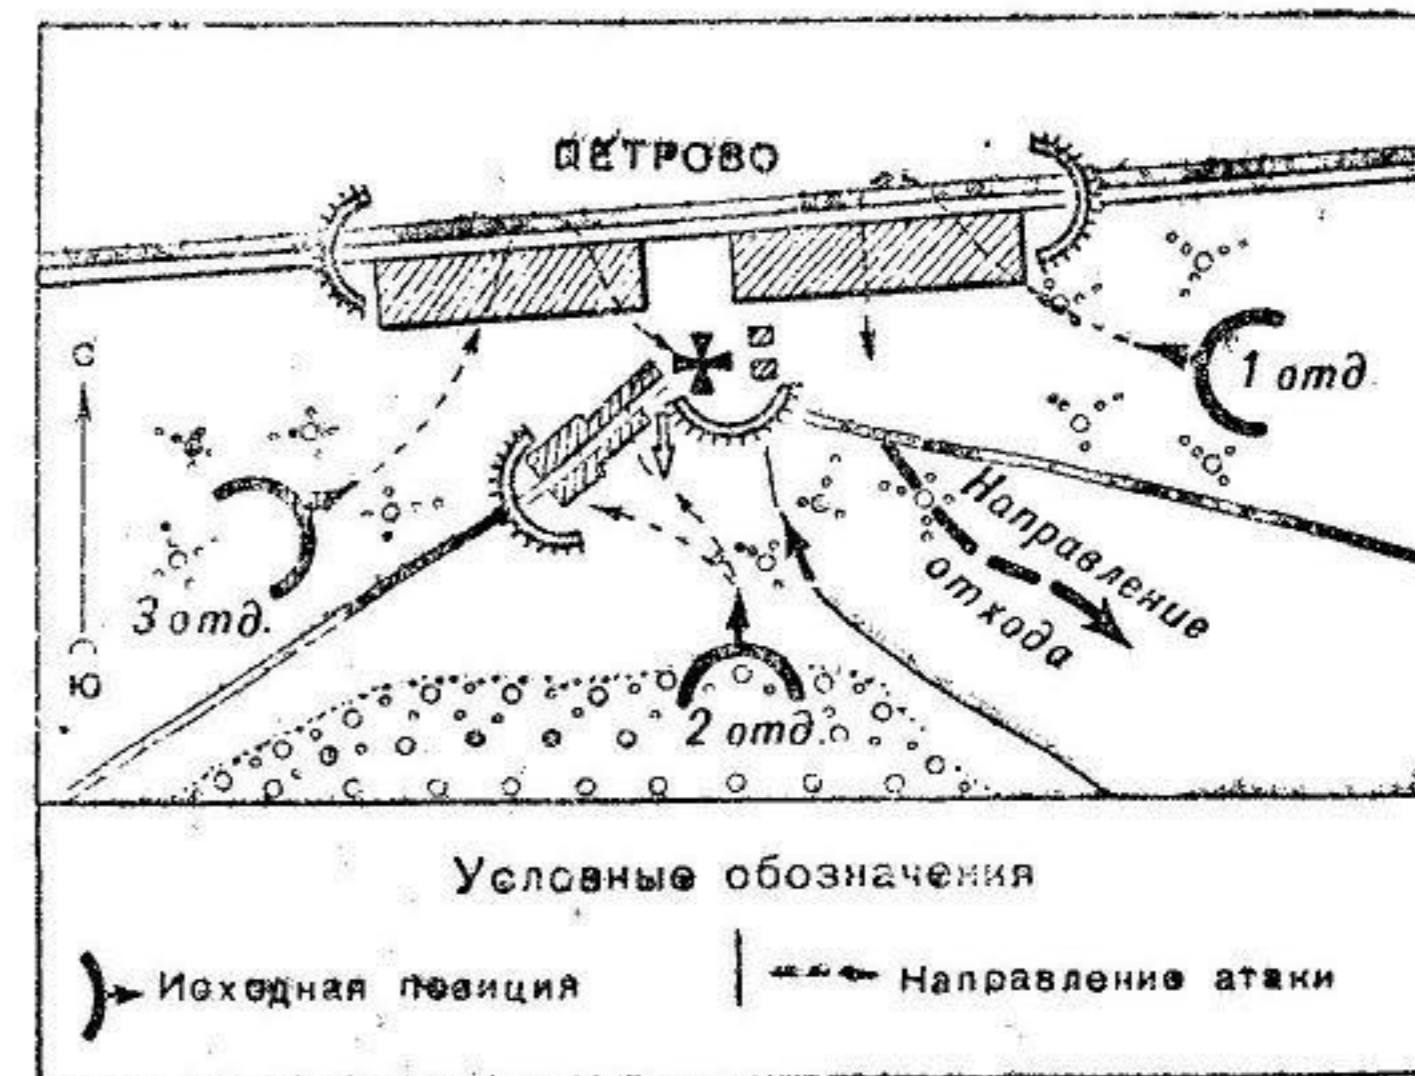 ПЕТРОВО
С
1 отд.
Направление
отхода
3 отд.
Ю
2 отд.
Условные обозначения
Исходная позиция
Направление атаки